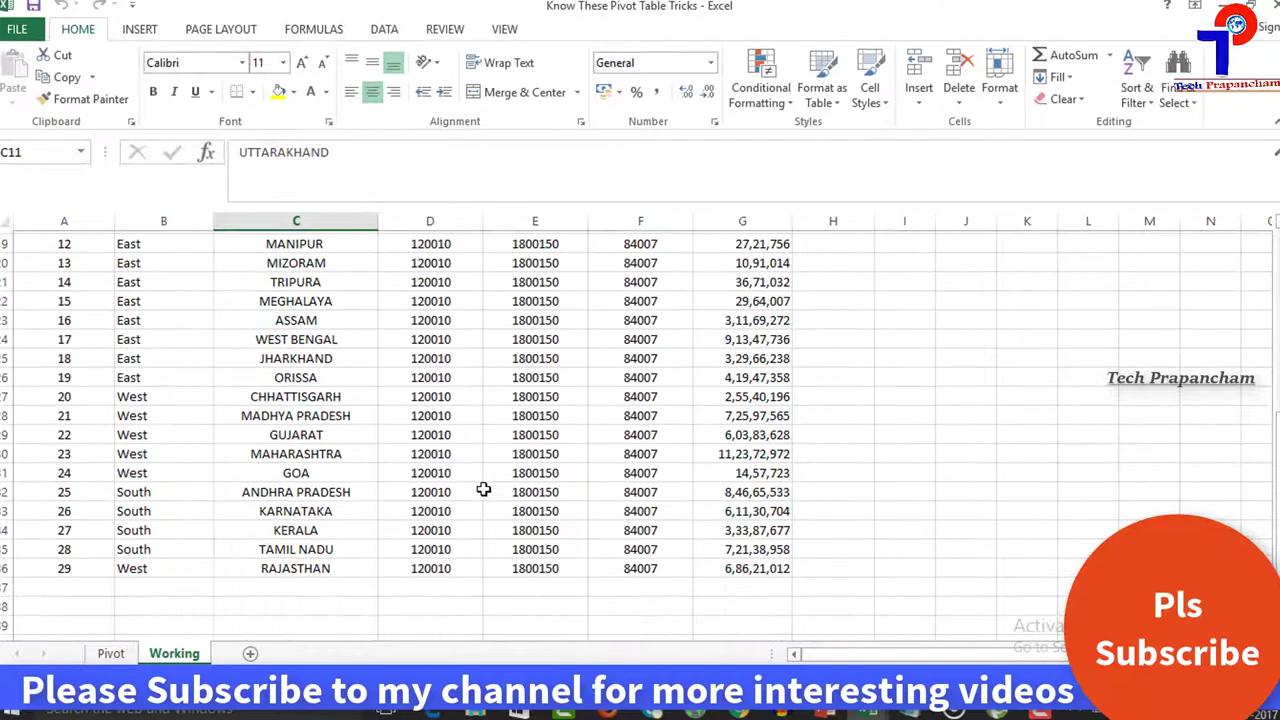 Know These Pivot Table Tricks - Excel
FILE HOME INSERT PAGE LAYOUT FORMULAS DATA REVIEW VIEW Sign
Paste Cut Copy Format Painter Clipboard
Calibri 11 B I U A Font
Wrap Text Merge & Center Alignment
General % Number
Conditional Formatting Format as Table Cell Styles Styles
Insert Delete Format Cells
AutoSum Fill Clear Sort & Filter Select Editing
Tech Prapancham
C11 fx UTTARAKHAND
A B C D E F G H I J K L M N
12 East MANIPUR 120010 1800150 84007 27,21,756
13 East MIZORAM 120010 1800150 84007 10,91,014
14 East TRIPURA 120010 1800150 84007 36,71,032
15 East MEGHALAYA 120010 1800150 84007 29,64,007
16 East ASSAM 120010 1800150 84007 3,11,69,272
17 East WEST BENGAL 120010 1800150 84007 9,13,47,736
18 East JHARKHAND 120010 1800150 84007 3,29,66,238
19 East ORISSA 120010 1800150 84007 4,19,47,358
20 West CHHATTISGARH 120010 1800150 84007 2,55,40,196
21 West MADHYA PRADESH 120010 1800150 84007 7,25,97,565
22 West GUJARAT 120010 1800150 84007 6,03,83,628
23 West MAHARASHTRA 120010 1800150 84007 11,23,72,972
24 West GOA 120010 1800150 84007 14,57,723
25 South ANDHRA PRADESH 120010 1800150 84007 8,46,65,533
26 South KARNATAKA 120010 1800150 84007 6,11,30,704
27 South KERALA 120010 1800150 84007 3,33,87,677
28 South TAMIL NADU 120010 1800150 84007 7,21,38,958
29 West RAJASTHAN 120010 1800150 84007 6,86,21,012
Tech Prapancham
Pls
Subscribe
Pivot Working
Please Subscribe to my channel for more interesting videos